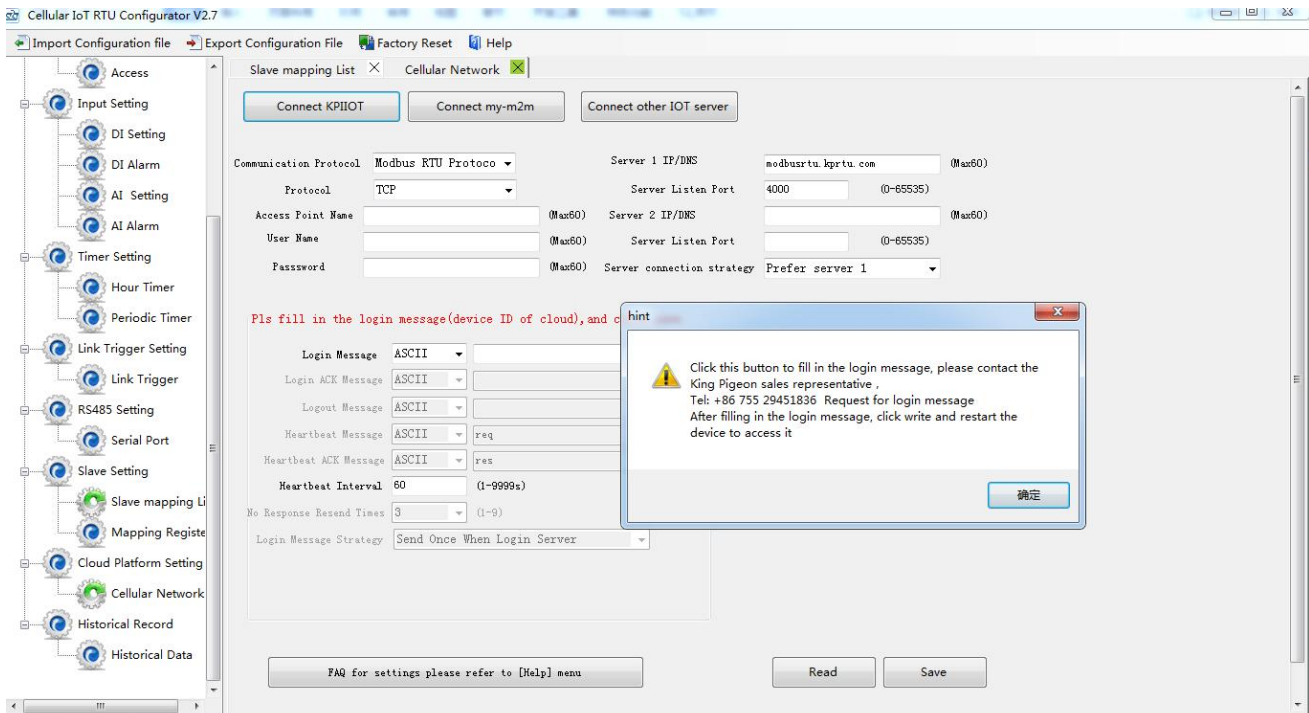 Cellular IoT RTU Configurator V2.7
Import Configuration file Export Configuration File Factory Reset Help
Access
Input Setting
DI Setting
DI Alarm
AI Setting
AI Alarm
Timer Setting
Hour Timer
Periodic Timer
Link Trigger Setting
Link Trigger
RS485 Setting
Serial Port
Slave Setting
Slave mapping Li
Mapping Registe
Cloud Platform Setting
Cellular Network
Historical Record
Historical Data
Slave mapping List Cellular Network
Connect KPIIOT Connect my-m2m Connect other IOT server
Communication Protocol Modbus RTU Protoco Server 1 IP/DNS modbusrtu.kprtu.com (Max60)
Protocol TCP Server Listen Port 4000 (0-65535)
Access Point Name (Max60) Server 2 IP/DNS (Max60)
User Name (Max60) Server Listen Port (0-65535)
Passsword (Max60) Server connection strategy Prefer server 1
Pls fill in the login message(device ID of cloud),and c
Login Message ASCII
Login ACK Message ASCII
Logout Message ASCII
Heartbeat Message ASCII req
Heartbeat ACK Message ASCII res
Heartbeat Interval 60 (1-9999s)
No Response Resend Times 3 (1-9)
Login Message Strategy Send Once When Login Server
hint
Click this button to fill in the login message, please contact the
King Pigeon sales representative ,
Tel: +86 755 29451836 Request for login message
After filling in the login message, click write and restart the
device to access it
确定
FAQ for settings please refer to [Help] menu Read Save